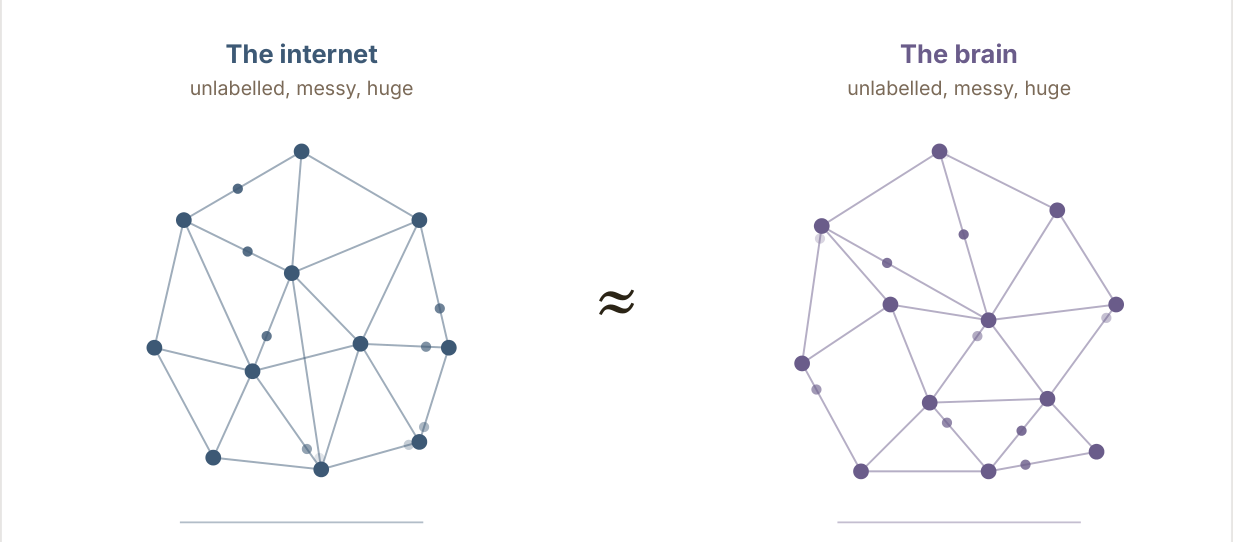 The internet
unlabelled, messy, huge
≈
The brain
unlabelled, messy, huge